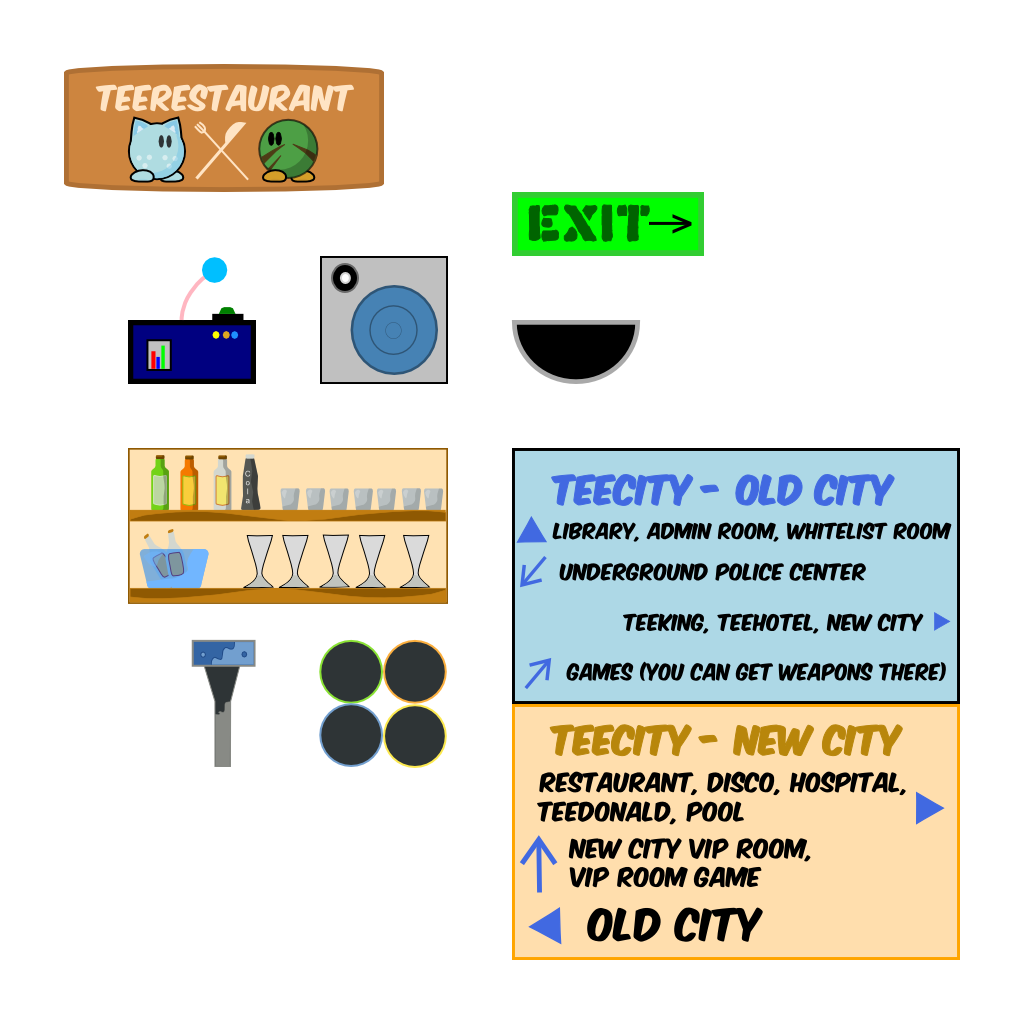 TEERESTAURANT
EXIT
Cola
TEECITY - OLD CITY
LIBRARY, ADMIN ROOM, WHITELIST ROOM
UNDERGROUND POLICE CENTER
TEEKING, TEEHOTEL, NEW CITY
GAMES (YOU CAN GET WEAPONS THERE)
TEECITY - NEW CITY
RESTAURANT, DISCO, HOSPITAL,
TEEDONALD, POOL
NEW CITY VIP ROOM,
VIP ROOM GAME
OLD CITY